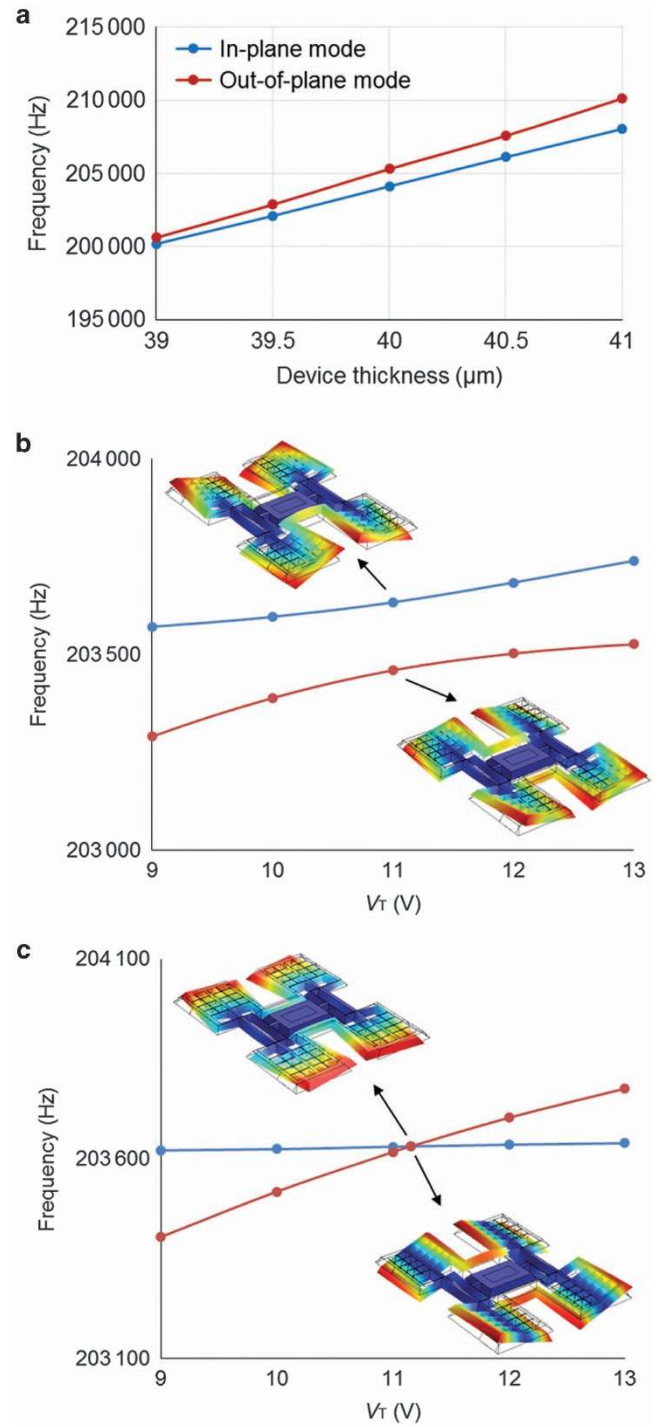 a
215 000
In-plane mode
Out-of-plane mode
210 000
205 000
200 000
195 000
Frequency (Hz)
39 39.5 40 40.5 41
Device thickness (μm)
b
204 000
203 500
203 000
Frequency (Hz)
9 10 11 12 13
VT (V)
c
204 100
203 600
203 100
Frequency (Hz)
9 10 11 12 13
VT (V)